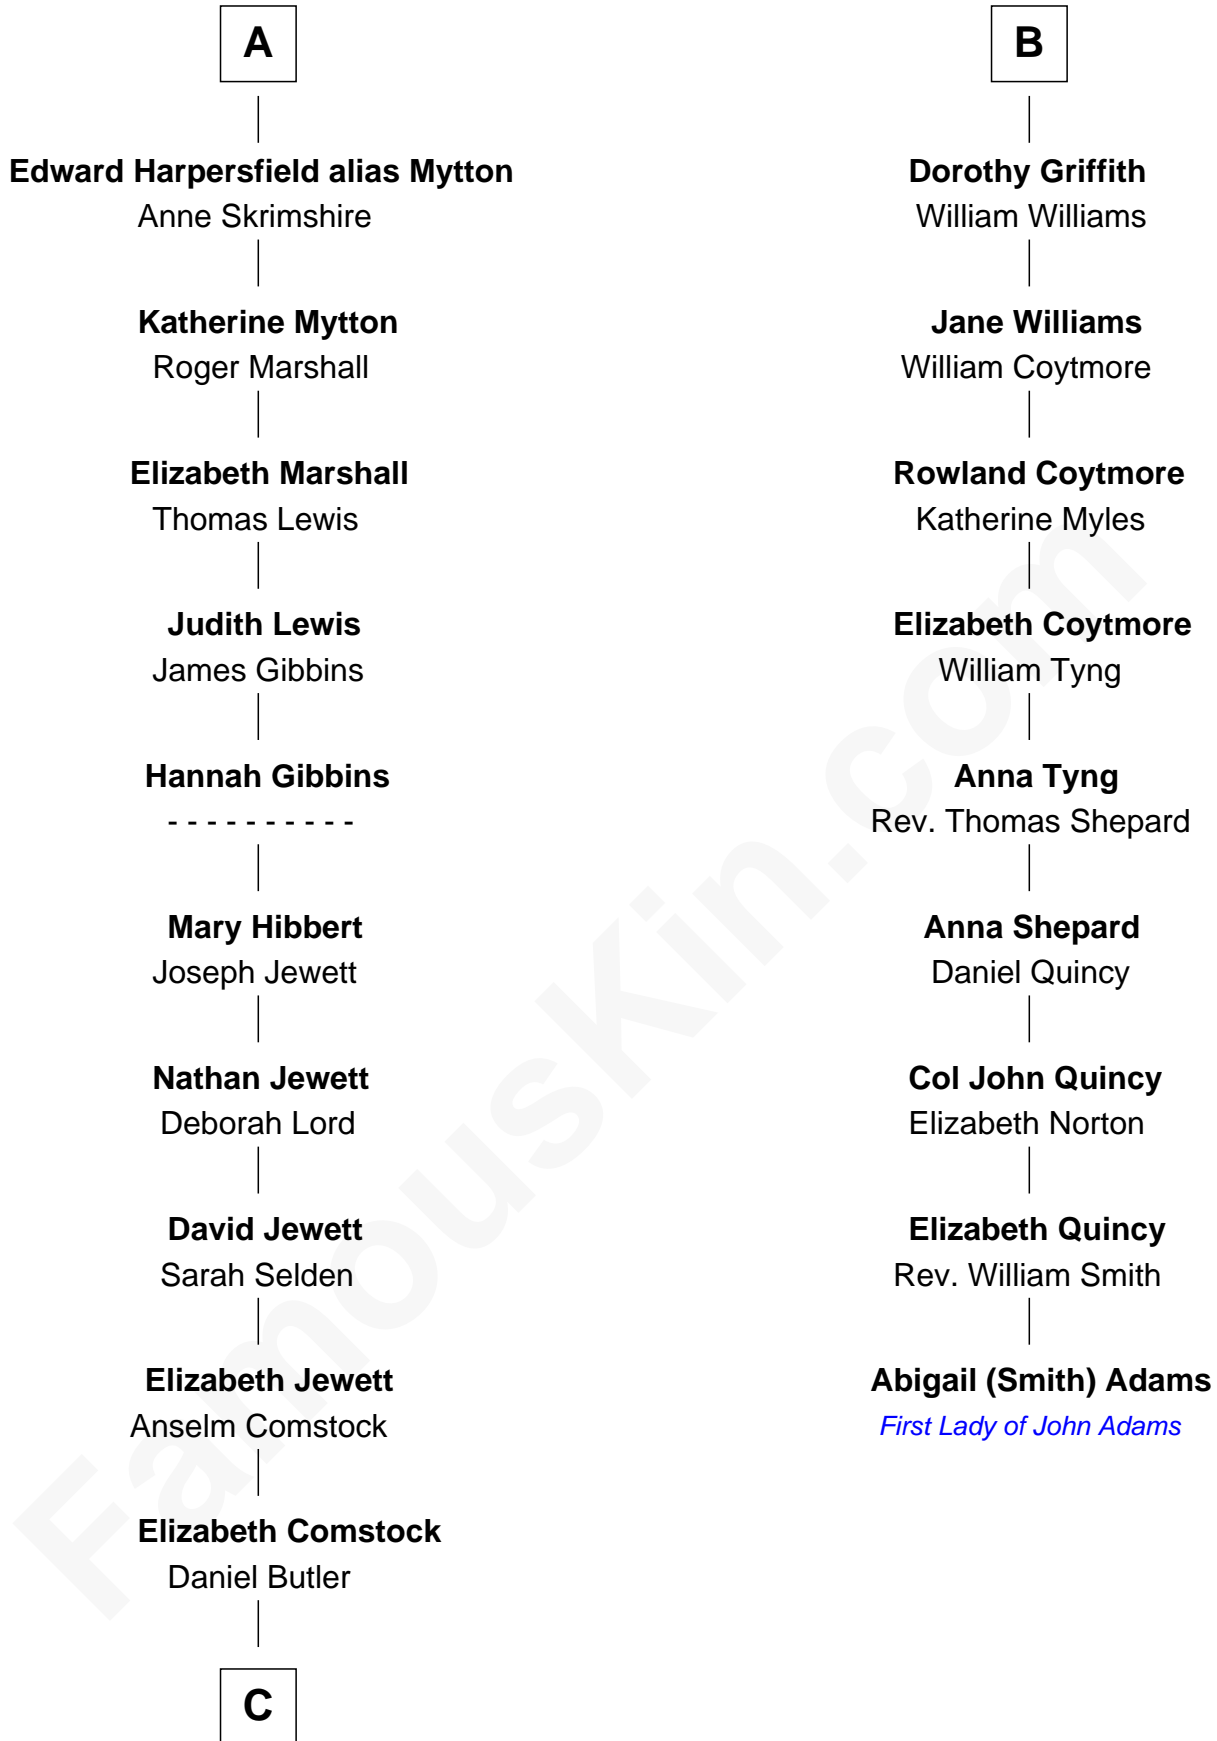 A
Edward Harpersfield alias Mytton
Anne Skrimshire
Katherine Mytton
Roger Marshall
Elizabeth Marshall
Thomas Lewis
Judith Lewis
James Gibbins
Hannah Gibbins
- - - - - - - - - -
Mary Hibbert
Joseph Jewett
Nathan Jewett
Deborah Lord
David Jewett
Sarah Selden
Elizabeth Jewett
Anselm Comstock
Elizabeth Comstock
Daniel Butler
C
B
Dorothy Griffith
William Williams
Jane Williams
William Coytmore
Rowland Coytmore
Katherine Myles
Elizabeth Coytmore
William Tyng
Anna Tyng
Rev. Thomas Shepard
Anna Shepard
Daniel Quincy
Col John Quincy
Elizabeth Norton
Elizabeth Quincy
Rev. William Smith
Abigail (Smith) Adams
First Lady of John Adams
FamousKin.com